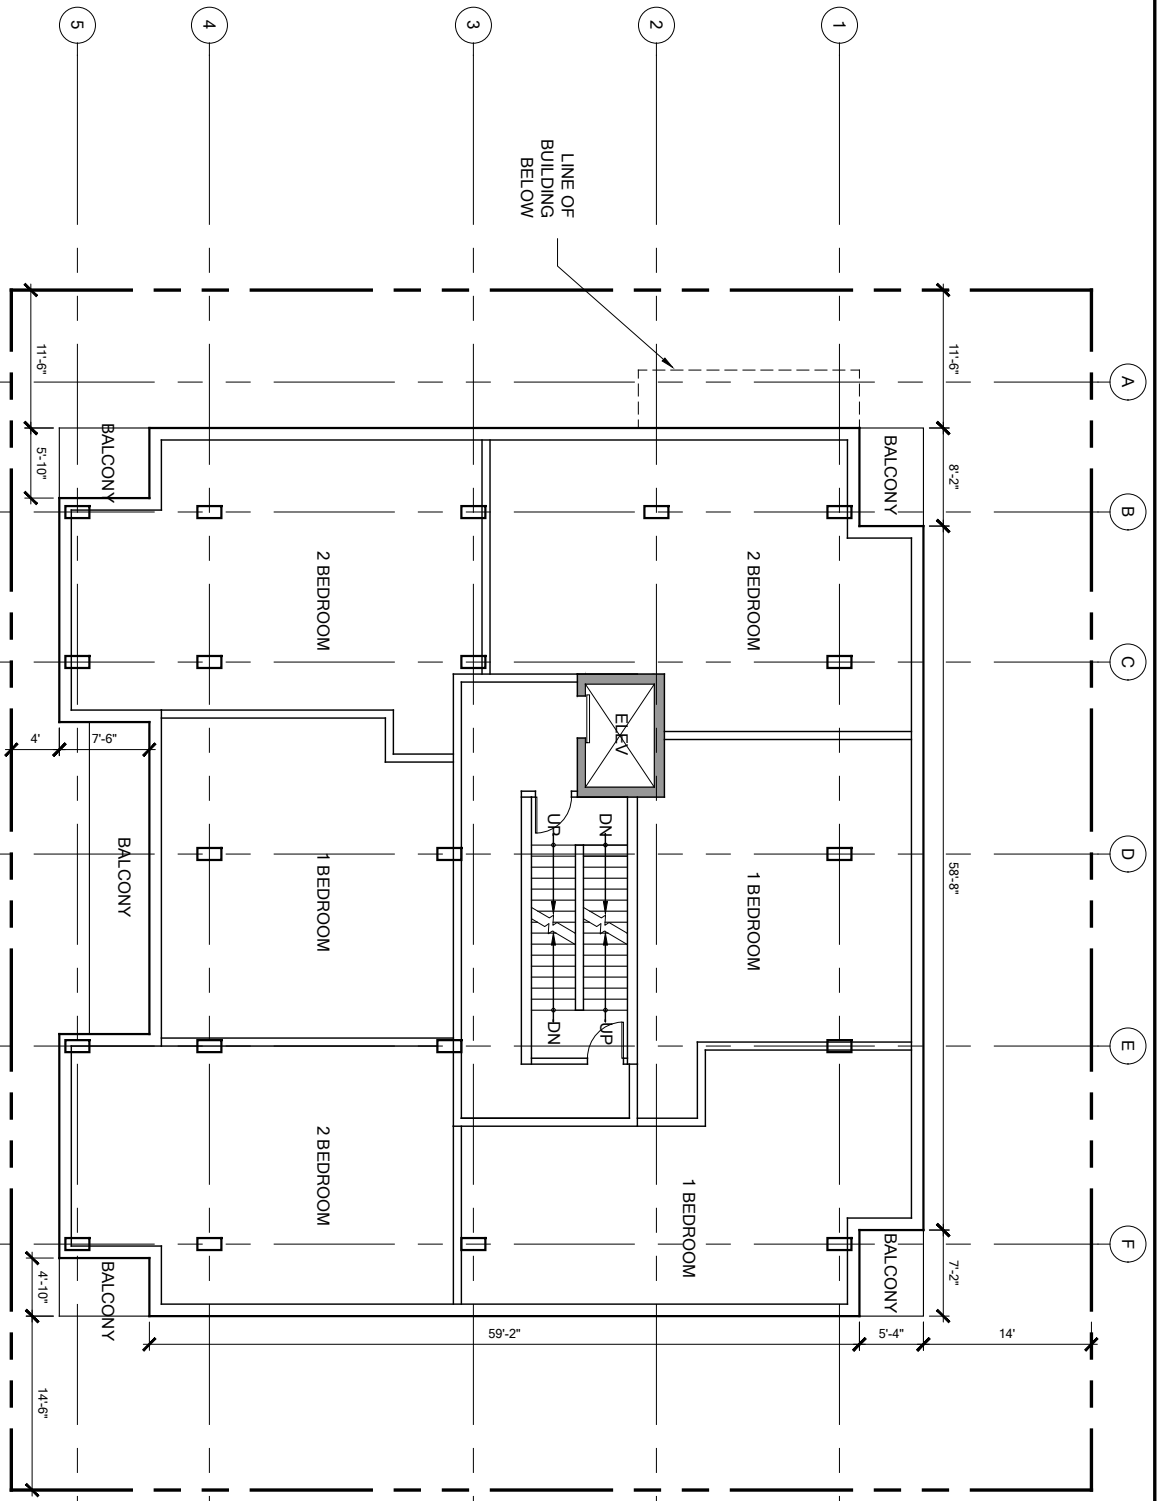 5
4
3
2
1
A
B
C
D
E
F
LINE OF
BUILDING
BELOW
11'-6"
11'-6"
5'-10"
8'-2"
BALCONY
BALCONY
2 BEDROOM
2 BEDROOM
ELEV
4'
7'-6"
BALCONY
UP
DN
1 BEDROOM
1 BEDROOM
58'-8"
DN
UP
2 BEDROOM
1 BEDROOM
BALCONY
BALCONY
4'-10"
7'-2"
59'-2"
5'-4"
14'
14'-6"